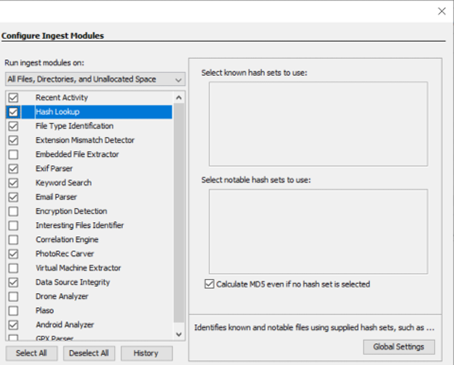 Configure Ingest Modules
Run ingest modules on:
All Files, Directories, and Unallocated Space
Recent Activity
Hash Lookup
File Type Identification
Extension Mismatch Detector
Embedded File Extractor
Exif Parser
Keyword Search
Email Parser
Encryption Detection
Interesting Files Identifier
Correlation Engine
PhotoRec Carver
Virtual Machine Extractor
Data Source Integrity
Drone Analyzer
Plaso
Android Analyzer
GPX Parser
Select All
Deselect All
History
Select known hash sets to use:
Select notable hash sets to use:
Calculate MD5 even if no hash set is selected
Identifies known and notable files using supplied hash sets, such as ...
Global Settings